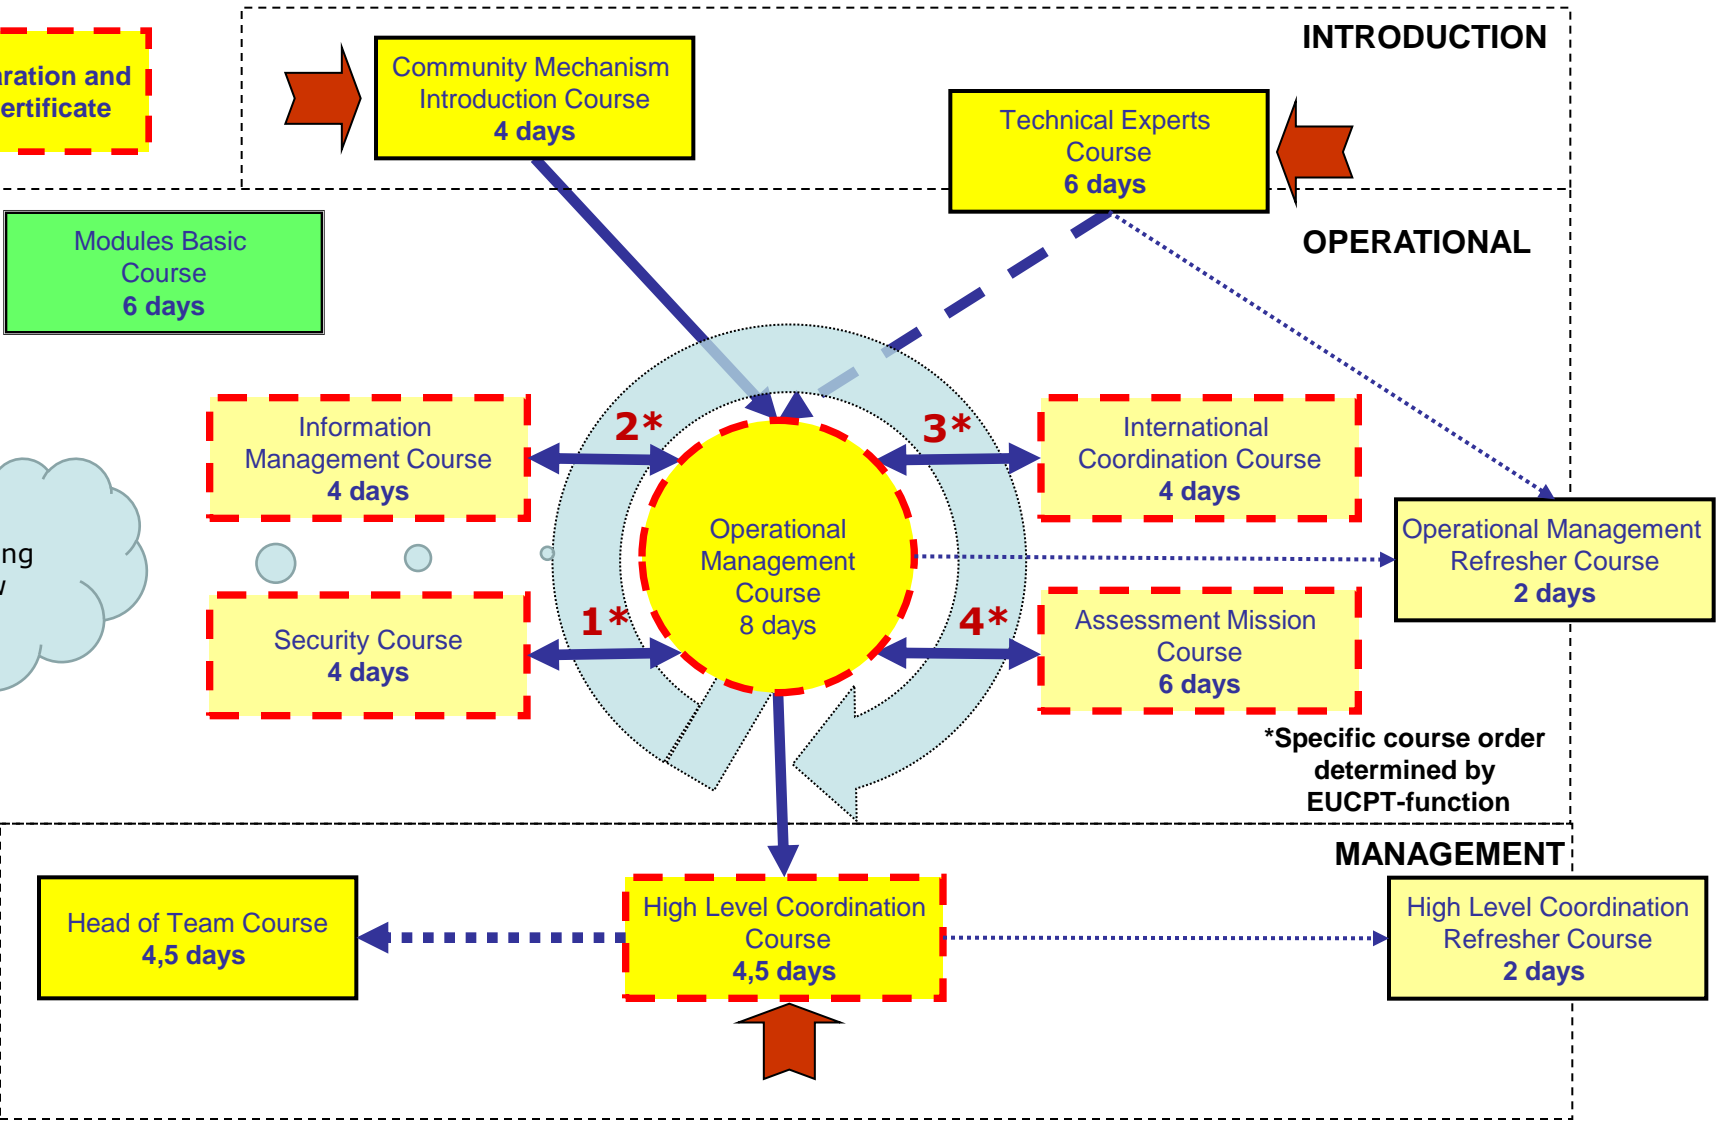 INTRODUCTION
and
Community Mechanism
Introduction Course
4 days
Technical Experts
Course
6 days
Modules Basic
Course
6 days
OPERATIONAL
2*
3*
Information
Management Course
4 days
International
Coordination Course
4 days
Operational
Management
Course
8 days
Operational Management
Refresher Course
2 days
1*
4*
Security Course
4 days
Assessment Mission
Course
6 days
*Specific course order
determined by
EUCPT-function
MANAGEMENT
Head of Team Course
4,5 days
High Level Coordination
Course
4,5 days
High Level Coordination
Refresher Course
2 days